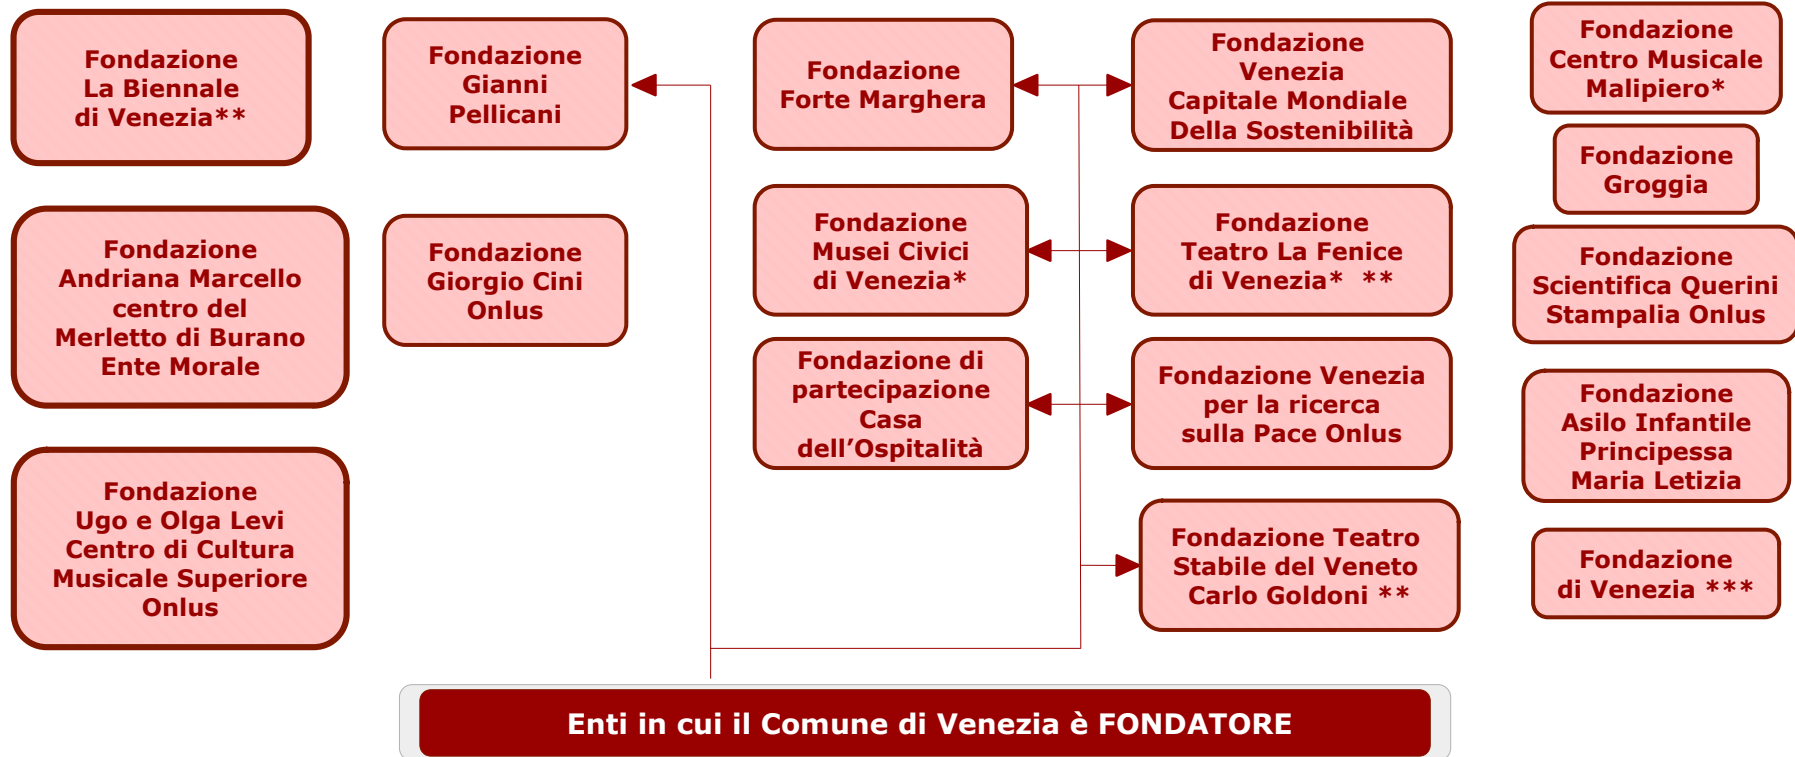 Fondazione
La Biennale
di Venezia**
Fondazione
Andriana Marcello
centro del
Merletto di Burano
Ente Morale
Fondazione
Ugo e Olga Levi
Centro di Cultura
Musicale Superiore
Onlus
Fondazione
Gianni
Pellicani
Fondazione
Giorgio Cini
Onlus
Fondazione
Forte Marghera
Fondazione
Musei Civici
di Venezia*
Fondazione di
partecipazione
Casa
dell’Ospitalità
Fondazione
Venezia
Capitale Mondiale
Della Sostenibilità
Fondazione
Teatro La Fenice
di Venezia* **
Fondazione Venezia
per la ricerca
sulla Pace Onlus
Fondazione Teatro
Stabile del Veneto
Carlo Goldoni **
Fondazione
Centro Musicale
Malipiero*
Fondazione
Groggia
Fondazione
Scientifica Querini
Stampalia Onlus
Fondazione
Asilo Infantile
Principessa
Maria Letizia
Fondazione
di Venezia ***
Enti in cui il Comune di Venezia è FONDATORE